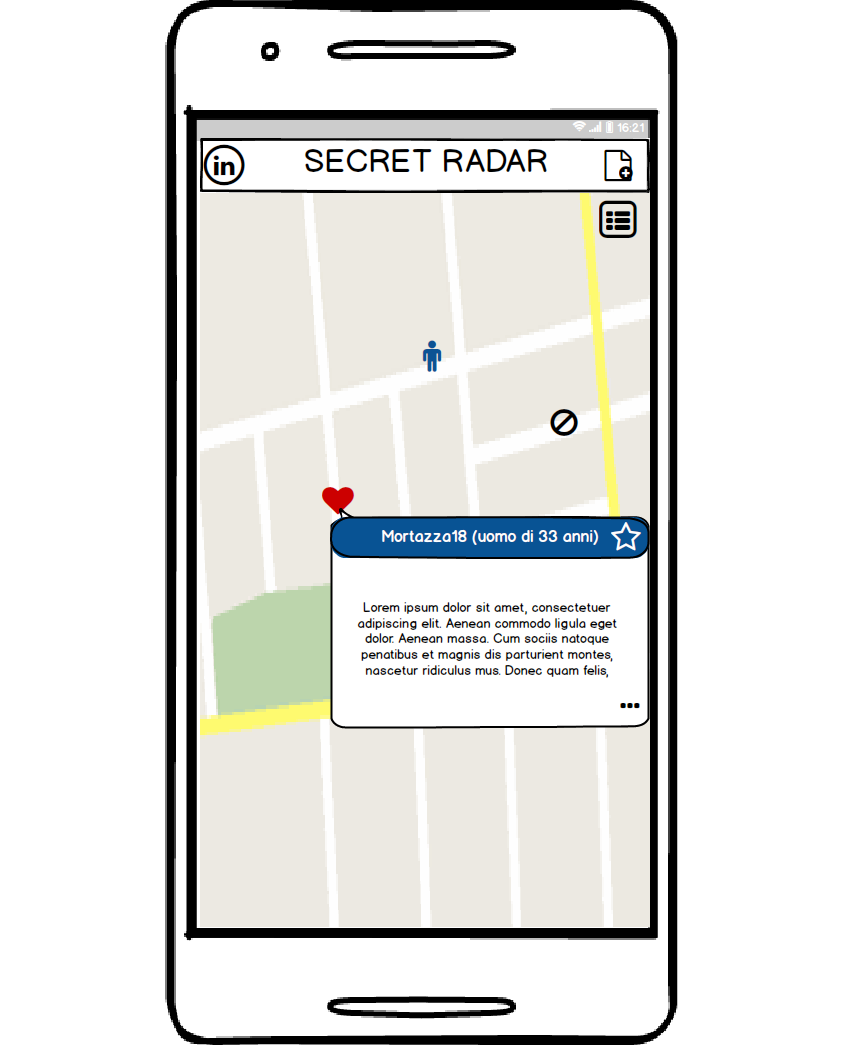 16:21
in
SECRET RADAR
Mortazza18 (uomo di 33 anni)
Lorem ipsum dolor sit amet, consectetuer
adipiscing elit. Aenean commodo ligula eget
dolor. Aenean massa. Cum sociis natoque
penatibus et magnis dis parturient montes,
nascetur ridiculus mus. Donec quam felis,